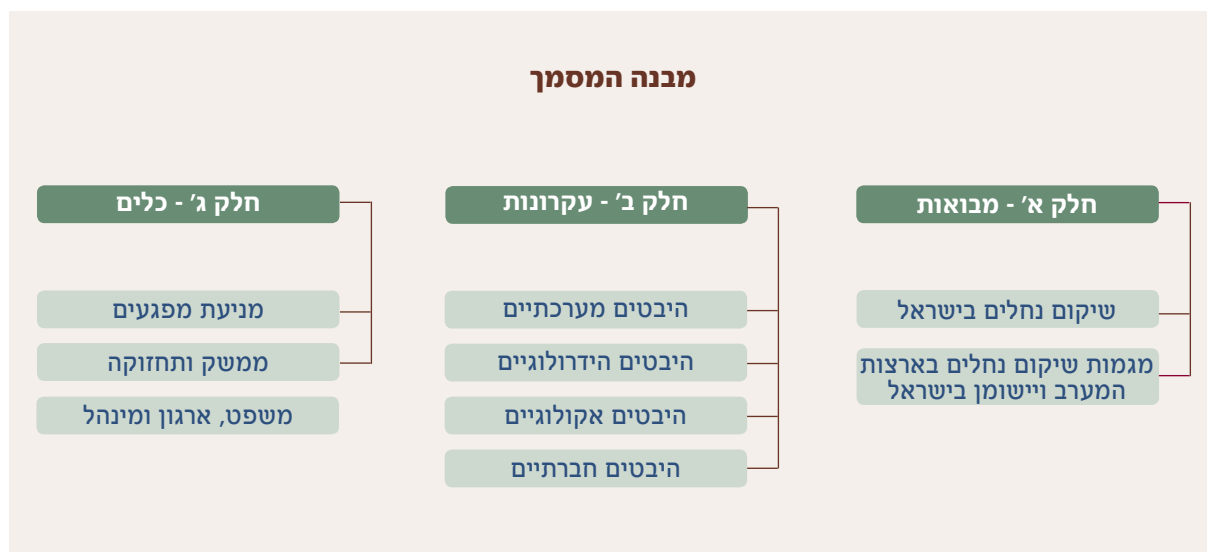 מבנה המסמך
חלק א' - מבואות
שיקום נחלים בישראל
מגמות שיקום נחלים בארצות
המערב ויישומן בישראל
חלק ב' - עקרונות
היבטים מערכתיים
היבטים הידרולוגיים
היבטים אקולוגיים
היבטים חברתיים
חלק ג' - כלים
מניעת מפגעים
ממשק ותחזוקה
משפט, ארגון ומינהל